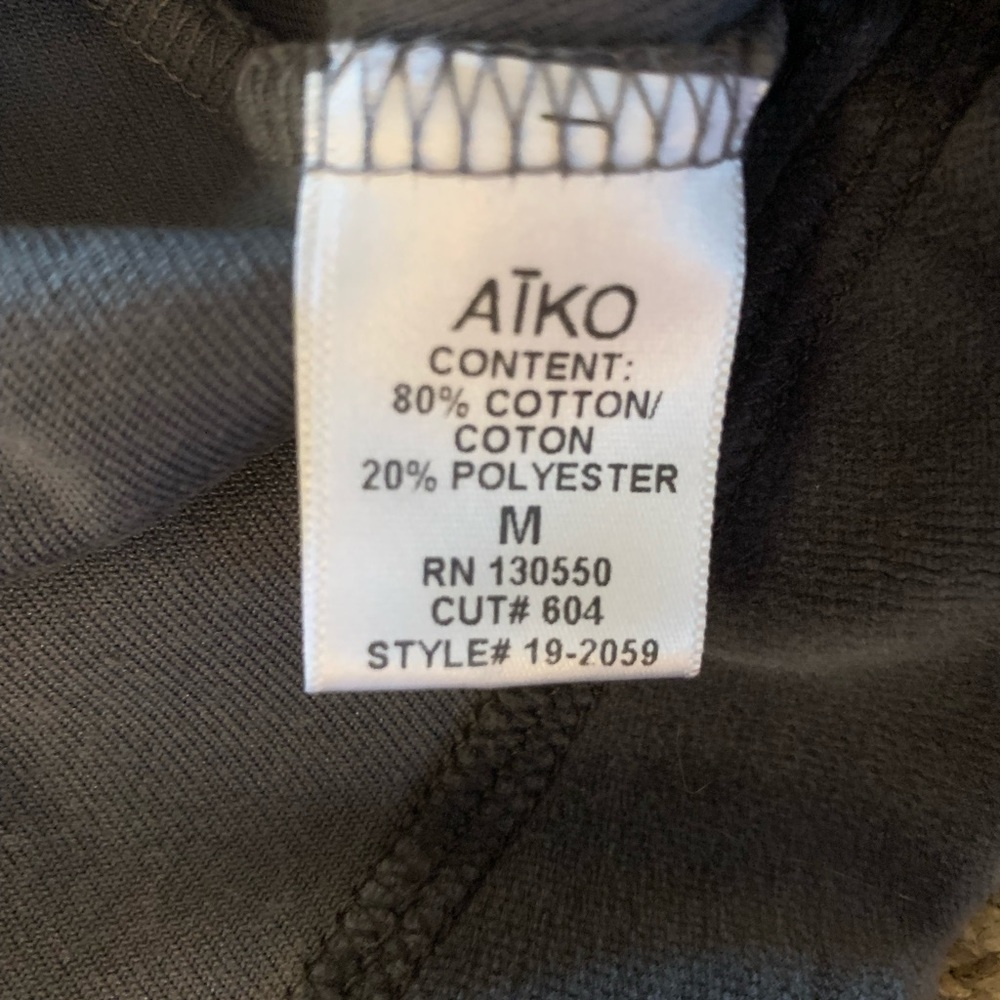 AĪKO
CONTENT:
80% COTTON/
COTON
20% POLYESTER
M
RN 130550
CUT# 604
STYLE# 19-2059